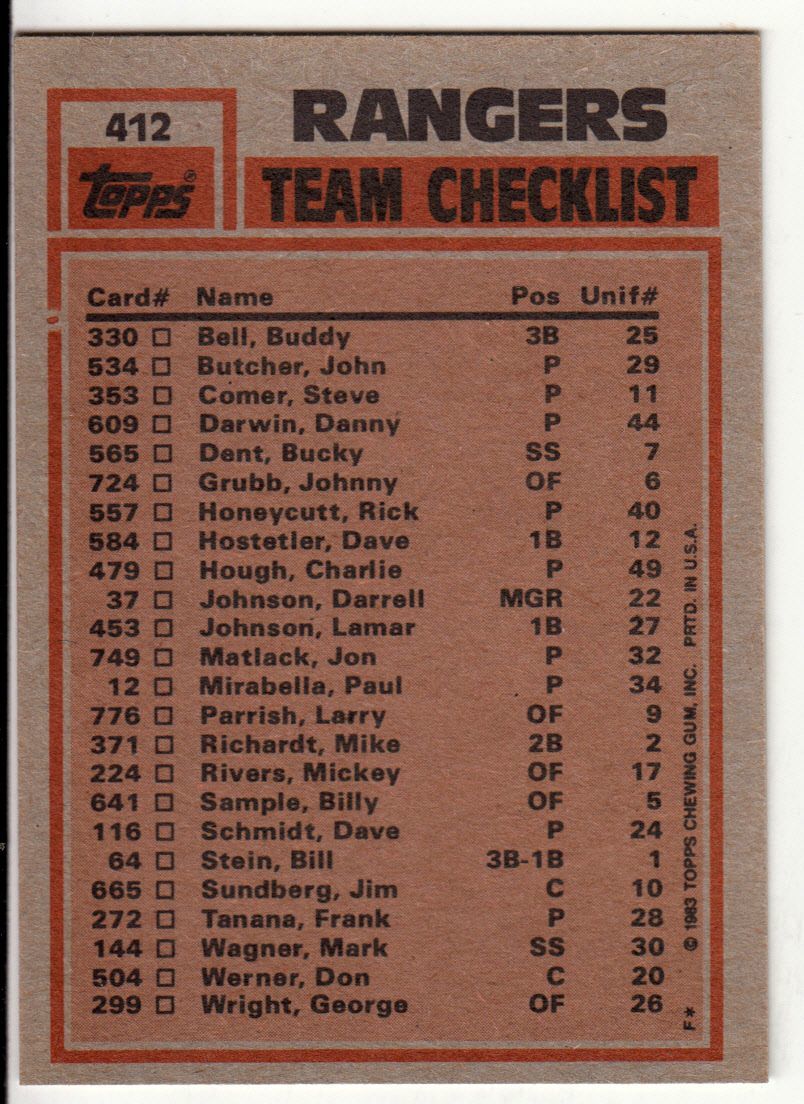 412
Topps®
RANGERS
TEAM CHECKLIST
Card# Name Pos Unif#
330 □ Bell, Buddy 3B 25
534 □ Butcher, John P 29
353 □ Comer, Steve P 11
609 □ Darwin, Danny P 44
565 □ Dent, Bucky SS 7
724 □ Grubb, Johnny OF 6
557 □ Honeycutt, Rick P 40
584 □ Hostetler, Dave 1B 12
479 □ Hough, Charlie P 49
37 □ Johnson, Darrell MGR 22
453 □ Johnson, Lamar 1B 27
749 □ Matlack, Jon P 32
12 □ Mirabella, Paul P 34
776 □ Parrish, Larry OF 9
371 □ Richardt, Mike 2B 2
224 □ Rivers, Mickey OF 17
641 □ Sample, Billy OF 5
116 □ Schmidt, Dave P 24
64 □ Stein, Bill 3B-1B 1
665 □ Sundberg, Jim C 10
272 □ Tanana, Frank P 28
144 □ Wagner, Mark SS 30
504 □ Werner, Don C 20
299 □ Wright, George OF 26
F* © 1983 TOPPS CHEWING GUM, INC. PRTD. IN U.S.A.